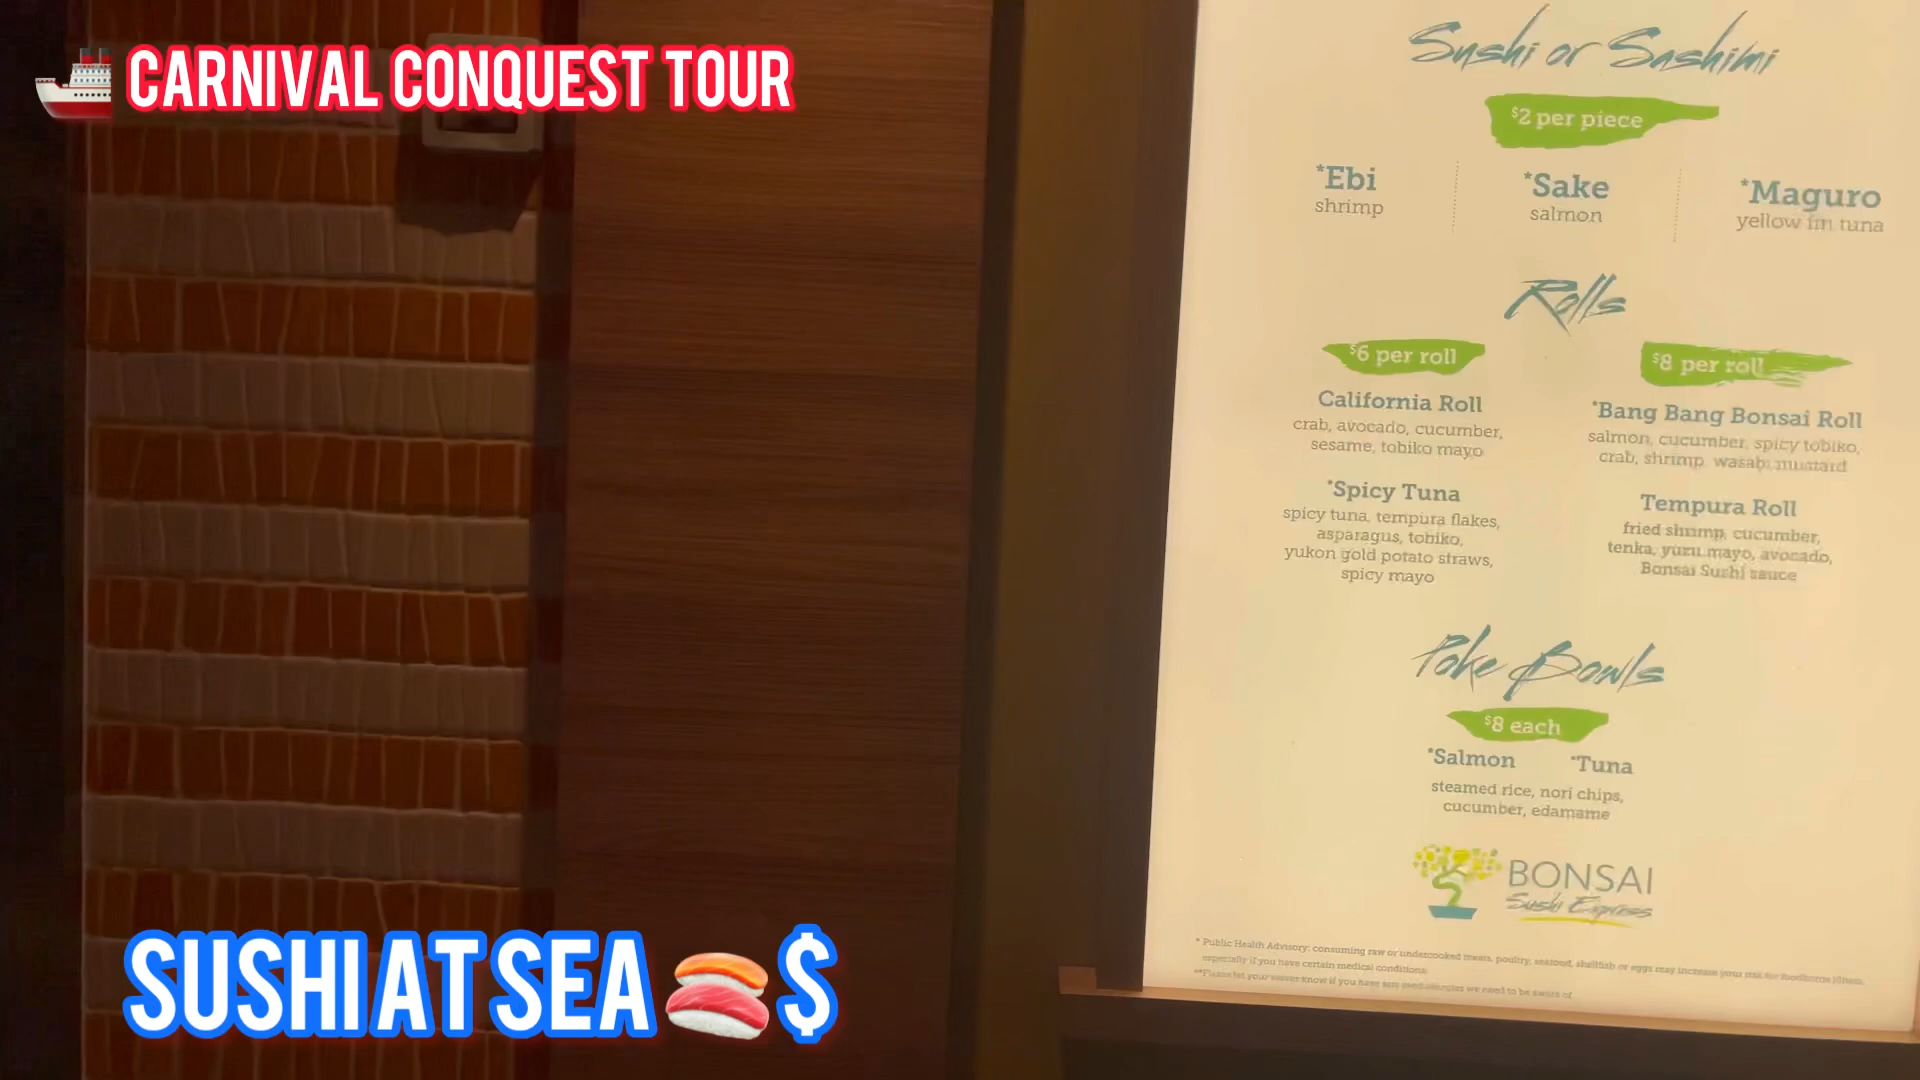 CARNIVAL CONQUEST TOUR
Sushi or Sashimi
$2 per piece
*Ebi
shrimp
*Sake
salmon
*Maguro
yellow fin tuna
Rolls
$6 per roll
California Roll
crab, avocado, cucumber,
sesame, tobiko mayo
*Spicy Tuna
spicy tuna, tempura flakes,
asparagus, tobiko,
yukon gold potato straws,
spicy mayo
$8 per roll
*Bang Bang Bonsai Roll
salmon, cucumber, spicy tobiko,
crab, shrimp, wasabi mustard
Tempura Roll
fried shrimp, cucumber,
tenka, yuzu mayo, avocado,
Bonsai Sushi sauce
Poke Bowls
$8 each
*Salmon
*Tuna
steamed rice, nori chips,
cucumber, edamame
BONSAI
Sushi Express
* Public Health Advisory: consuming raw or undercooked meats, poultry, seafood, shellfish or eggs may increase your risk for foodborne illness,
especially if you have certain medical conditions.
**Please let your server know if you have any food allergies we need to be aware of
SUSHI AT SEA $